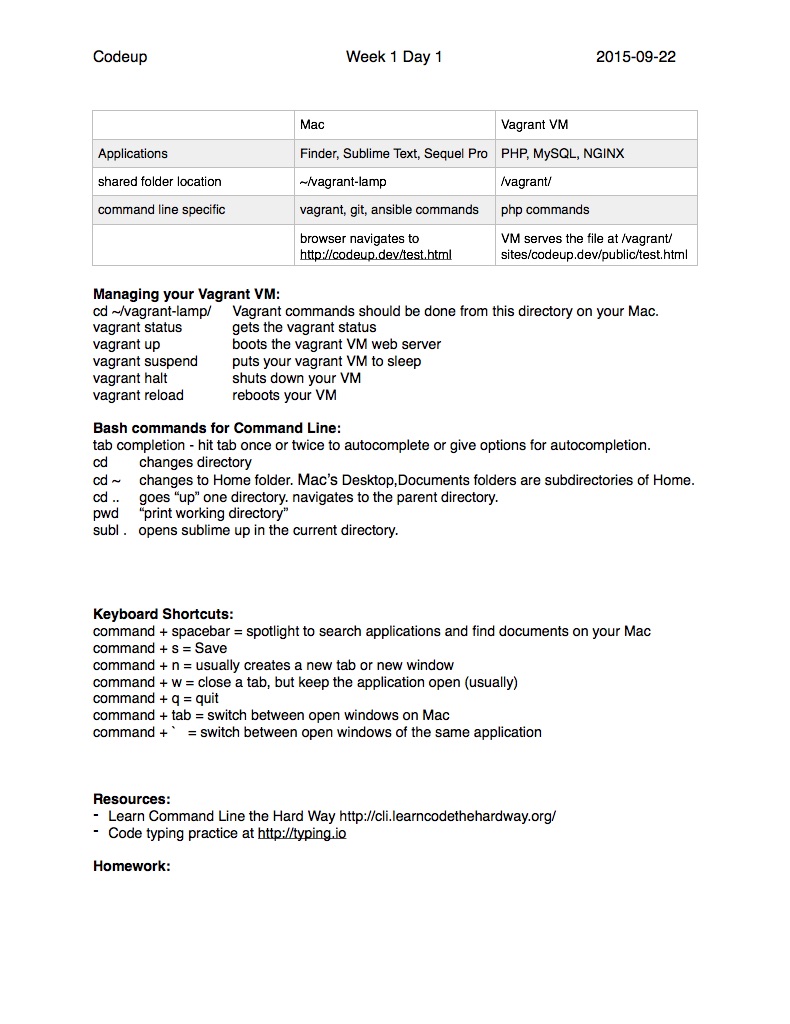 Codeup Week 1 Day 1 2015-09-22
Mac Vagrant VM
Applications Finder, Sublime Text, Sequel Pro PHP, MySQL, NGINX
shared folder location ~/vagrant-lamp /vagrant/
command line specific vagrant, git, ansible commands php commands
browser navigates to VM serves the file at /vagrant/
http://codeup.dev/test.html sites/codeup.dev/public/test.html
Managing your Vagrant VM:
cd ~/vagrant-lamp/ Vagrant commands should be done from this directory on your Mac.
vagrant status gets the vagrant status
vagrant up boots the vagrant VM web server
vagrant suspend puts your vagrant VM to sleep
vagrant halt shuts down your VM
vagrant reload reboots your VM
Bash commands for Command Line:
tab completion - hit tab once or twice to autocomplete or give options for autocompletion.
cd changes directory
cd ~ changes to Home folder. Mac’s Desktop,Documents folders are subdirectories of Home.
cd .. goes “up” one directory. navigates to the parent directory.
pwd “print working directory”
subl . opens sublime up in the current directory.
Keyboard Shortcuts:
command + spacebar = spotlight to search applications and find documents on your Mac
command + s = Save
command + n = usually creates a new tab or new window
command + w = close a tab, but keep the application open (usually)
command + q = quit
command + tab = switch between open windows on Mac
command + ` = switch between open windows of the same application
Resources:
- Learn Command Line the Hard Way http://cli.learncodethehardway.org/
- Code typing practice at http://typing.io
Homework: